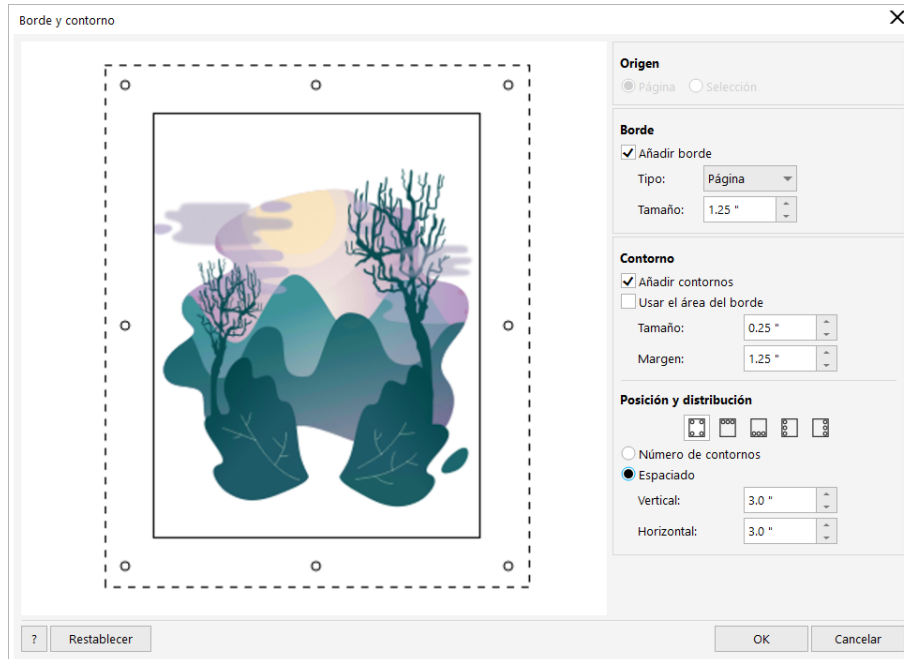 Borde y contorno
Origen
Página Selección
Borde
Añadir borde
Tipo: Página
Tamaño: 1.25 "
Contorno
Añadir contornos
Usar el área del borde
Tamaño: 0.25 "
Margen: 1.25 "
Posición y distribución
Número de contornos
Espaciado
Vertical: 3.0 "
Horizontal: 3.0 "
? Restablecer OK Cancelar